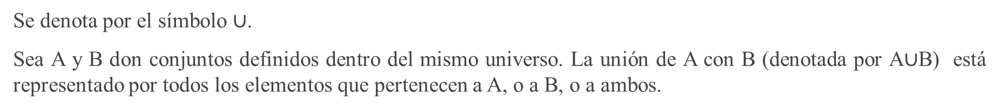 Se denota por el símbolo ∪.
Sea A y B don conjuntos definidos dentro del mismo universo. La unión de A con B (denotada por A∪B) está
representado por todos los elementos que pertenecen a A, o a B, o a ambos.